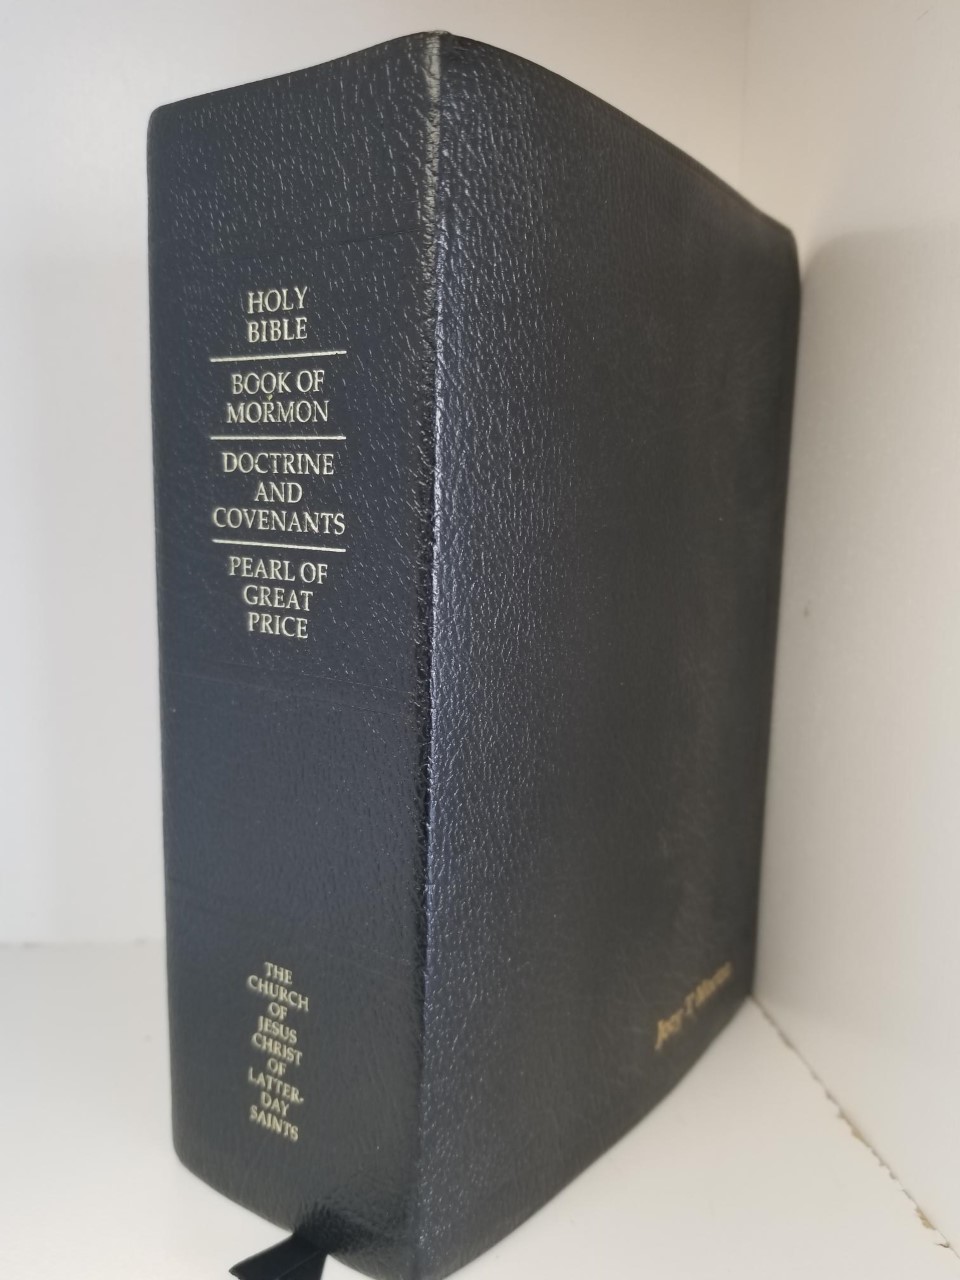 HOLY
BIBLE
BOOK OF
MORMON
DOCTRINE
AND
COVENANTS
PEARL OF
GREAT
PRICE
THE
CHURCH
OF
JESUS
CHRIST
OF
LATTER-
DAY
SAINTS